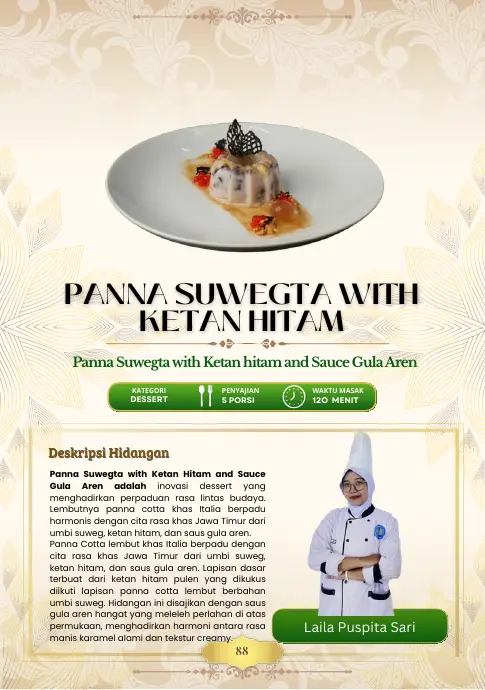 PANNA SUWEGTA WITH
KETAN HITAM
Panna Suwegta with Ketan hitam and Sauce Gula Aren
KATEGORI
DESSERT
PENYAJIAN
5 PORSI
WAKTU MASAK
120 MENIT
Deskripsi Hidangan
Panna Suwegta with Ketan Hitam and Sauce
Gula Aren adalah inovasi dessert yang
menghadirkan perpaduan rasa lintas budaya.
Lembutnya panna cotta khas Italia berpadu
harmonis dengan cita rasa khas Jawa Timur dari
umbi suweg, ketan hitam, dan saus gula aren.
Panna Cotta lembut khas Italia berpadu dengan
cita rasa khas Jawa Timur dari umbi suweg,
ketan hitam, dan saus gula aren. Lapisan dasar
terbuat dari ketan hitam pulen yang dikukus
diikuti lapisan panna cotta lembut berbahan
umbi suweg. Hidangan ini disajikan dengan saus
gula aren hangat yang meleleh perlahan di atas
permukaan, menghadirkan harmoni antara rasa
manis karamel alami dan tekstur creamy.
Laila Puspita Sari
88